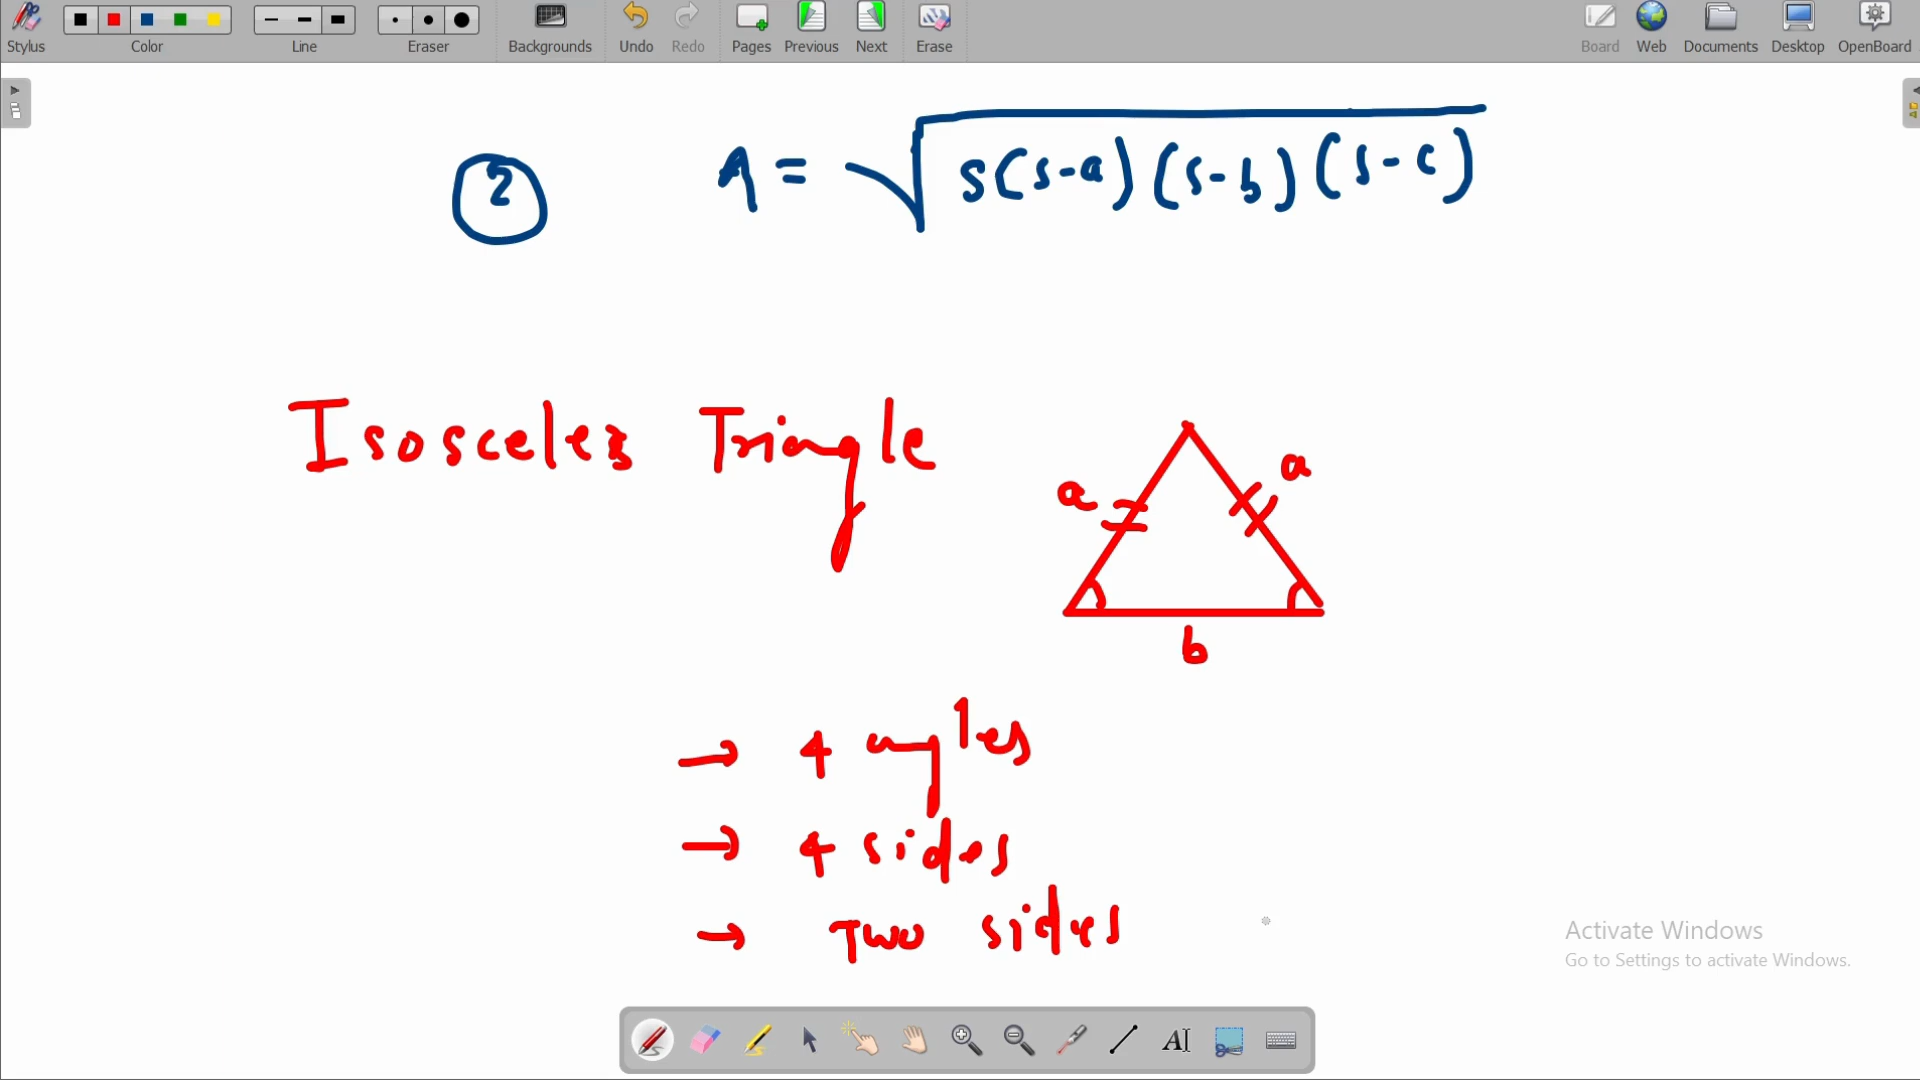 Stylus Color Line Eraser Backgrounds Undo Redo Pages Previous Next Erase Board Web Documents Desktop OpenBoard
2 A = √s(s-a)(s-b)(s-c)
Isosceles Triangle
a a
b
→ 4 angles
→ 4 sides
→ Two sides
Activate Windows
Go to Settings to activate Windows.
AI